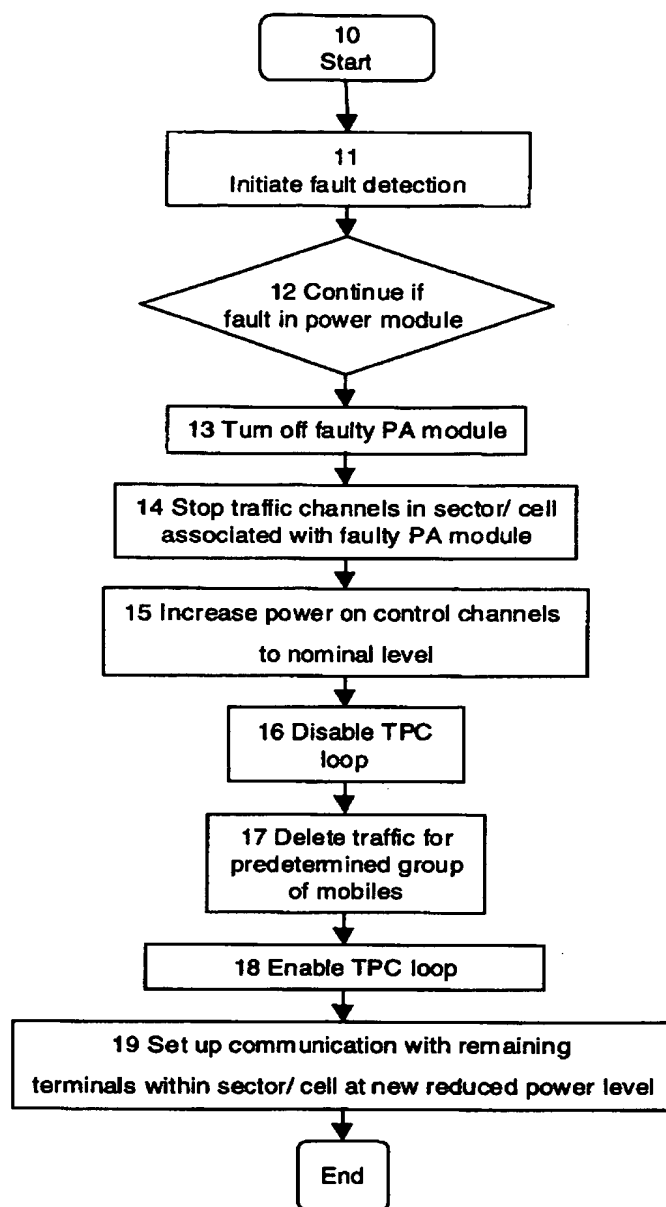 10
Start
11
Initiate fault detection
12 Continue if
fault in power module
13 Turn off faulty PA module
14 Stop traffic channels in sector/ cell
associated with faulty PA module
15 Increase power on control channels
to nominal level
16 Disable TPC
loop
17 Delete traffic for
predetermined group
of mobiles
18 Enable TPC loop
19 Set up communication with remaining
terminals within sector/ cell at new reduced power level
End